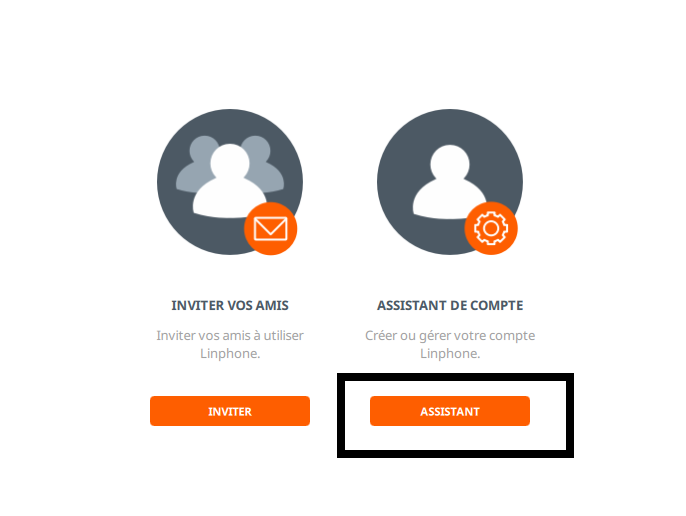 INVITER VOS AMIS
Inviter vos amis à utiliser
Linphone.
INVITER
ASSISTANT DE COMPTE
Créer ou gérer votre compte
Linphone.
ASSISTANT